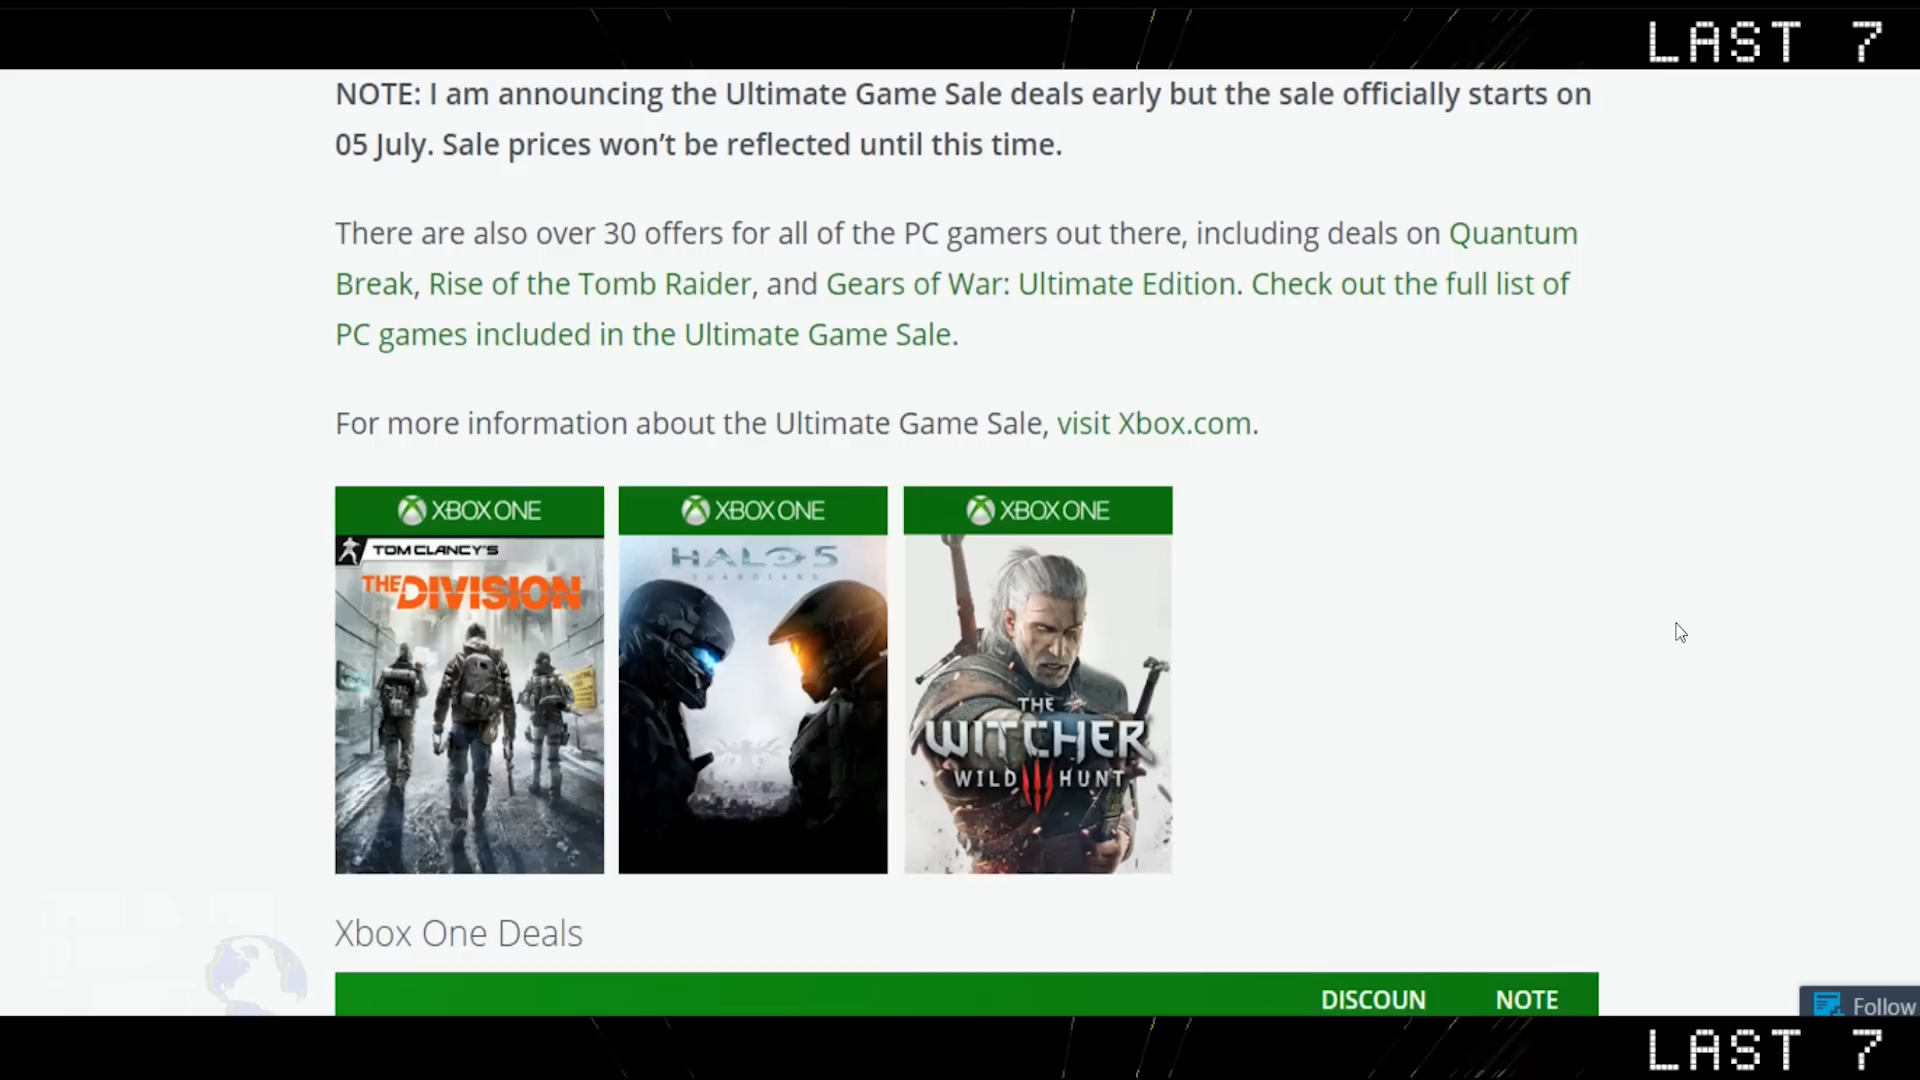 LAST 7
NOTE: I am announcing the Ultimate Game Sale deals early but the sale officially starts on
05 July. Sale prices won’t be reflected until this time.
There are also over 30 offers for all of the PC gamers out there, including deals on Quantum
Break, Rise of the Tomb Raider, and Gears of War: Ultimate Edition. Check out the full list of
PC games included in the Ultimate Game Sale.
For more information about the Ultimate Game Sale, visit Xbox.com.
XBOX ONE
TOM CLANCY'S
THE DIVISION
XBOX ONE
HALO 5
GUARDIANS
XBOX ONE
THE
WITCHER
WILD HUNT
Xbox One Deals
DISCOUN NOTE
Follow
LAST 7